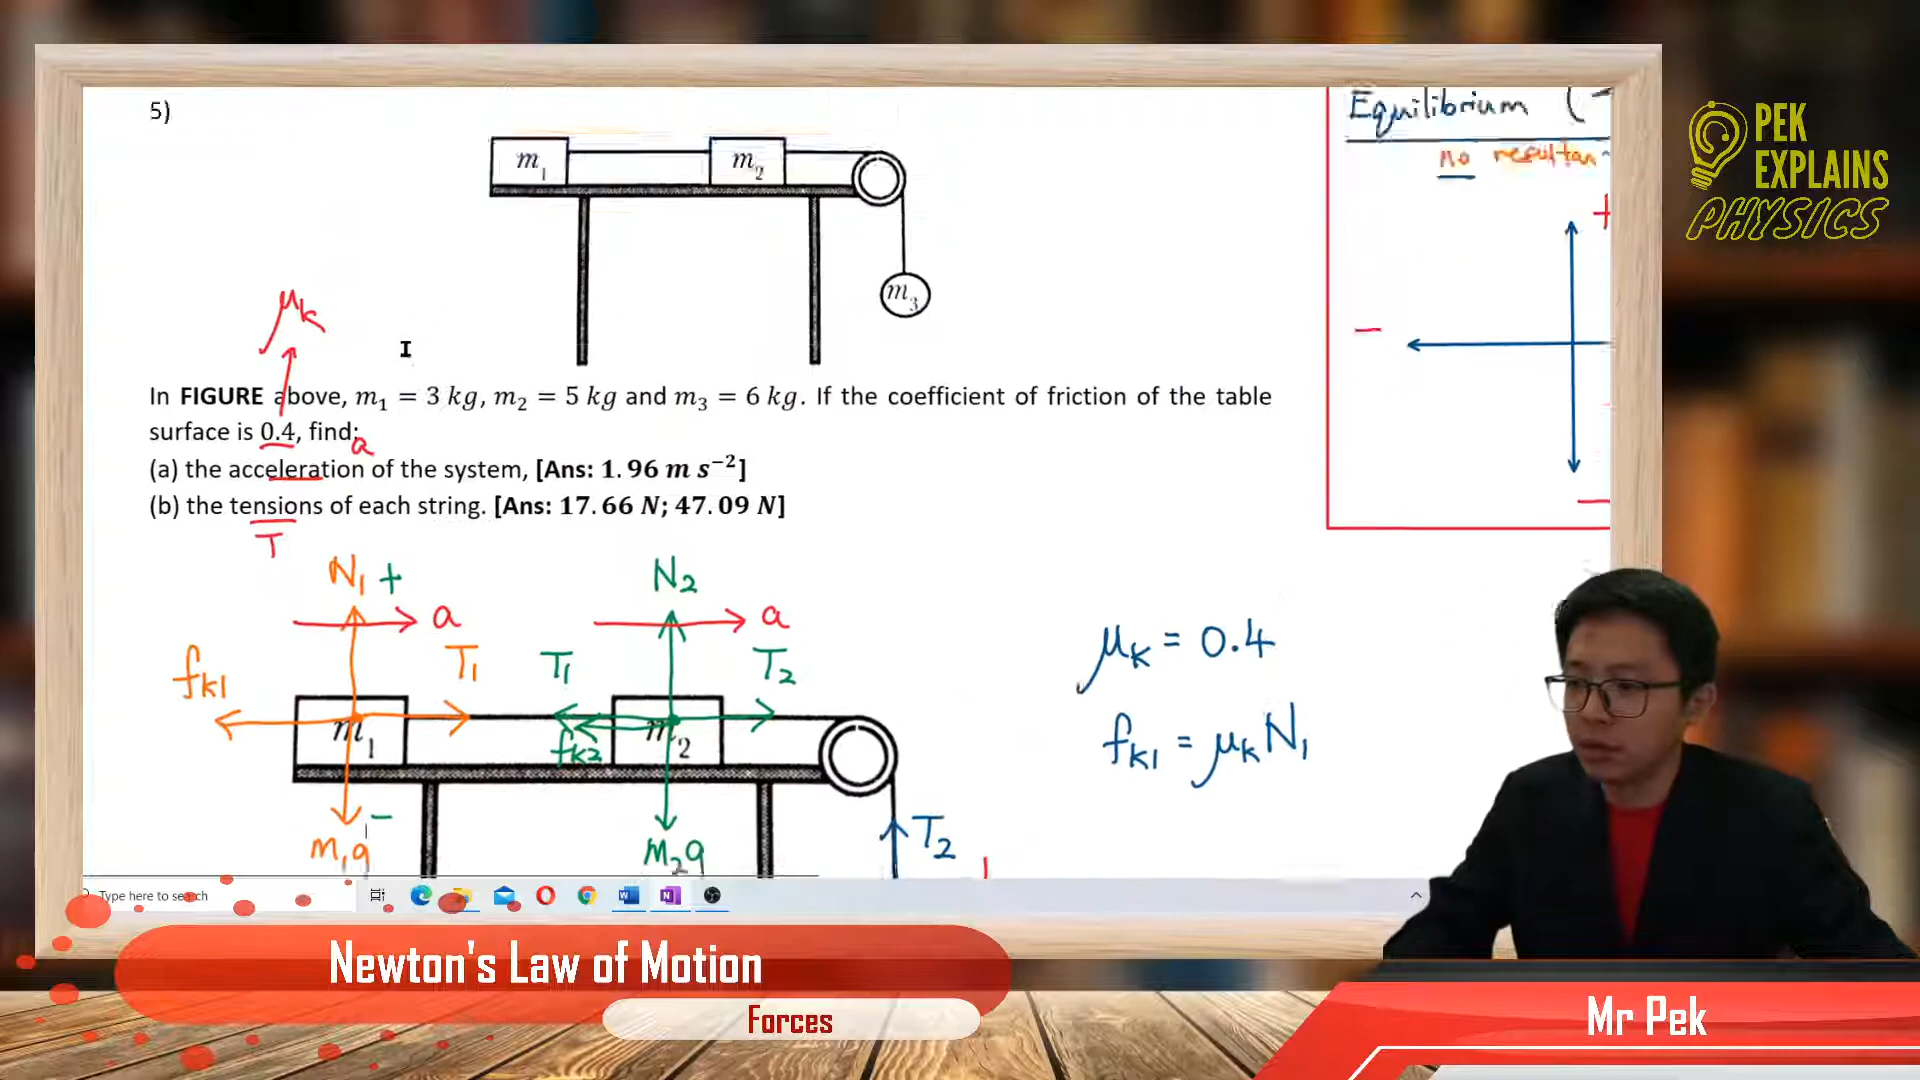 5)
m1
m2
m3
Equilibrium (
no resultan
+
−
−
PEK
EXPLAINS
PHYSICS
μk
In FIGURE above, m₁ = 3 kg, m₂ = 5 kg and m₃ = 6 kg. If the coefficient of friction of the table
surface is 0.4, find;
a
(a) the acceleration of the system, [Ans: 1.96 m s⁻²]
(b) the tensions of each string. [Ans: 17.66 N; 47.09 N]
T
N₁ +
N₂
a
a
fk1
T₁
T₁
T₂
m1
m2
fk2
μk = 0.4
fk1 = μk N₁
−
m₁g
m₂g
T₂
Type here to search
Newton's Law of Motion
Forces
Mr Pek